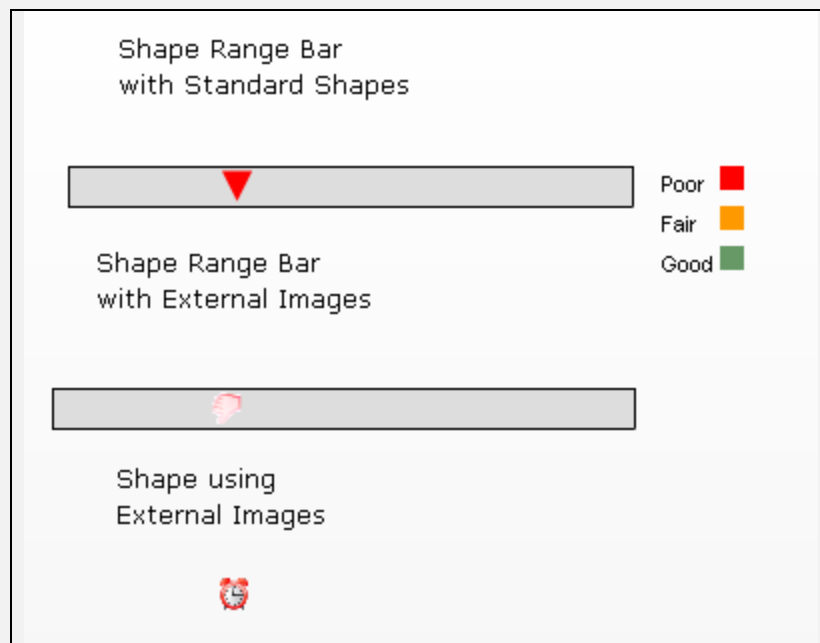 Shape Range Bar
with Standard Shapes
Poor
Fair
Good
Shape Range Bar
with External Images
Shape using
External Images